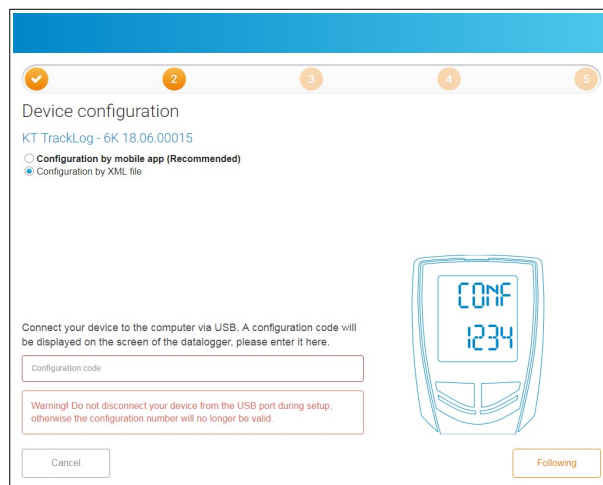 2
3
4
5
Device configuration
KT TrackLog - 6K 18.06.00015
Configuration by mobile app (Recommended)
Configuration by XML file
CONF
1234
Connect your device to the computer via USB. A configuration code will
be displayed on the screen of the datalogger, please enter it here.
Configuration code
Warning! Do not disconnect your device from the USB port during setup,
otherwise the configuration number will no longer be valid.
Cancel
Following